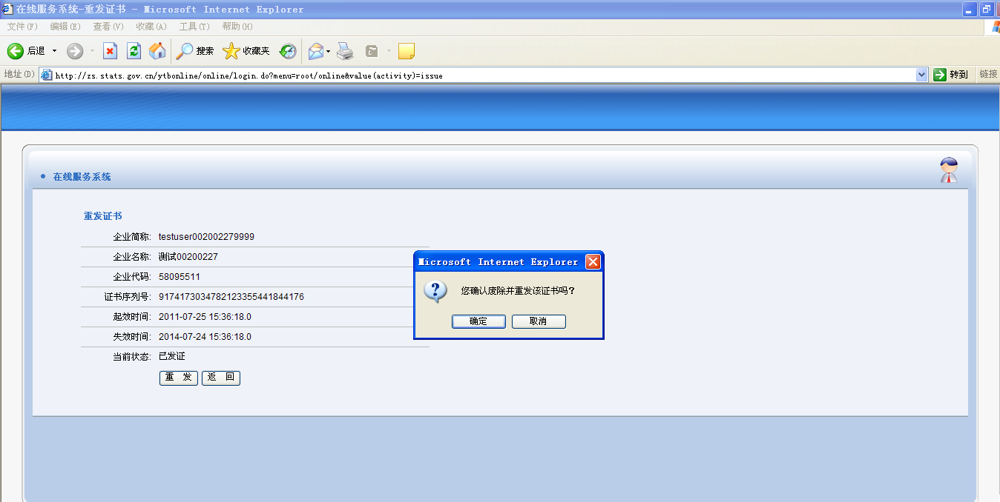 在线服务系统-重发证书 - Microsoft Internet Explorer
文件(F) 编辑(E) 查看(V) 收藏(A) 工具(T) 帮助(H)
后退 搜索 收藏夹
地址(D) http://zs.stats.gov.cn/ytbonline/online/login.do?menu=root/online&value(activity)=issue 转到 链接
• 在线服务系统
重发证书
企业简称: testuser002002279999
企业名称: 测试00200227
企业代码: 58095511
证书序列号: 9174173034782123355441844176
起效时间: 2011-07-25 15:36:18.0
失效时间: 2014-07-24 15:36:18.0
当前状态: 已发证
重 发 返 回
Microsoft Internet Explorer
您确认废除并重发该证书吗?
确定 取消